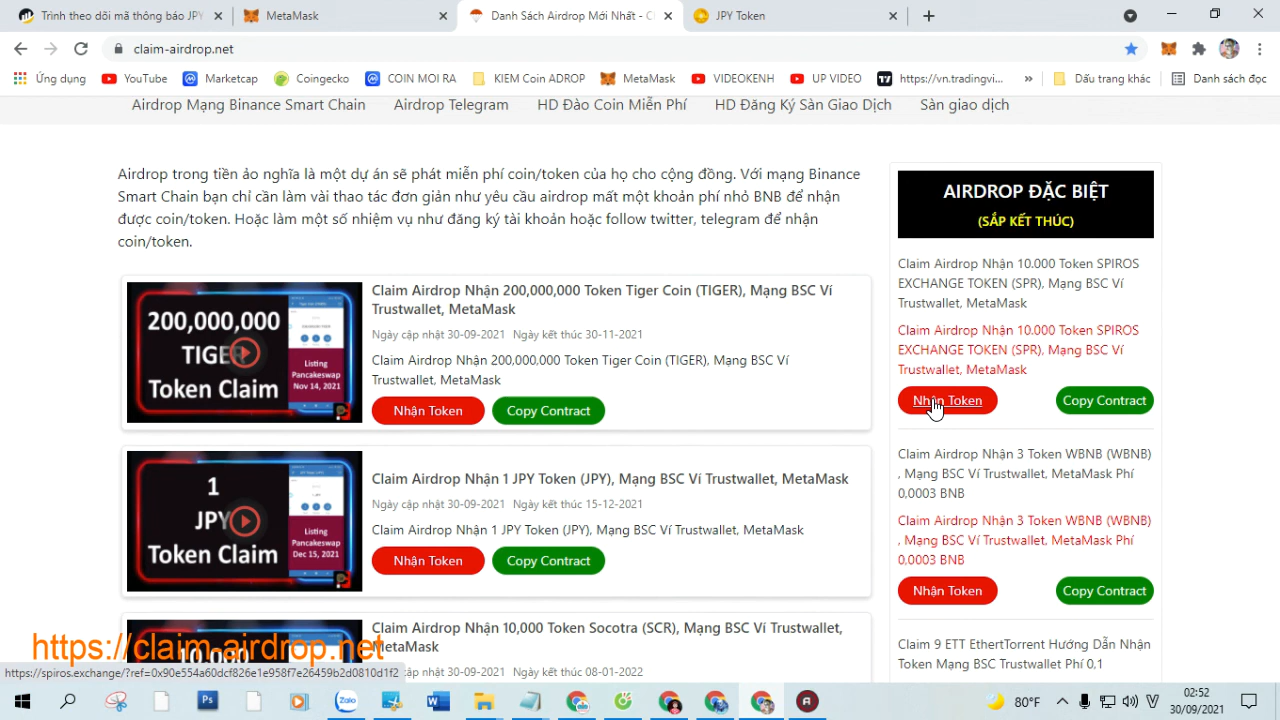 Trình theo dõi mã thông báo JPY
MetaMask
Danh Sách Airdrop Mới Nhất - C
JPY Token
claim-airdrop.net
Ứng dụng
YouTube
Marketcap
Coingecko
COIN MOI RA
KIEM Coin ADROP
MetaMask
VIDEOKENH
UP VIDEO
https://vn.tradingvi...
»
Dấu trang khác
Danh sách đọc
Airdrop Mạng Binance Smart Chain
Airdrop Telegram
HD Đào Coin Miễn Phí
HD Đăng Ký Sàn Giao Dịch
Sàn giao dịch
Airdrop trong tiền ảo nghĩa là một dự án sẽ phát miễn phí coin/token của họ cho cộng đồng. Với mạng Binance
Smart Chain bạn chỉ cần làm vài thao tác đơn giản như yêu cầu airdrop mất một khoản phí nhỏ BNB để nhận
được coin/token. Hoặc làm một số nhiệm vụ như đăng ký tài khoản hoặc follow twitter, telegram để nhận
coin/token.
200,000,000
TIGER
Token Claim
Listing
Pancakeswap
Nov 14, 2021
Claim Airdrop Nhận 200,000,000 Token Tiger Coin (TIGER), Mạng BSC Ví
Trustwallet, MetaMask
Ngày cập nhật 30-09-2021 Ngày kết thúc 30-11-2021
Claim Airdrop Nhận 200,000,000 Token Tiger Coin (TIGER), Mạng BSC Ví
Trustwallet, MetaMask
Nhận Token
Copy Contract
1
JPY
Token Claim
Listing
Pancakeswap
Dec 15, 2021
Claim Airdrop Nhận 1 JPY Token (JPY), Mạng BSC Ví Trustwallet, MetaMask
Ngày cập nhật 30-09-2021 Ngày kết thúc 15-12-2021
Claim Airdrop Nhận 1 JPY Token (JPY), Mạng BSC Ví Trustwallet, MetaMask
Nhận Token
Copy Contract
Claim Airdrop Nhận 10,000 Token Socotra (SCR), Mạng BSC Ví Trustwallet,
MetaMask
Ngày cập nhật 30-09-2021 Ngày kết thúc 08-01-2022
AIRDROP ĐẶC BIỆT
(SẮP KẾT THÚC)
Claim Airdrop Nhận 10.000 Token SPIROS
EXCHANGE TOKEN (SPR), Mạng BSC Ví
Trustwallet, MetaMask
Claim Airdrop Nhận 10.000 Token SPIROS
EXCHANGE TOKEN (SPR), Mạng BSC Ví
Trustwallet, MetaMask
Nhận Token
Copy Contract
Claim Airdrop Nhận 3 Token WBNB (WBNB)
, Mạng BSC Ví Trustwallet, MetaMask Phí
0,0003 BNB
Claim Airdrop Nhận 3 Token WBNB (WBNB)
, Mạng BSC Ví Trustwallet, MetaMask Phí
0,0003 BNB
Nhận Token
Copy Contract
Claim 9 ETT EthertTorrent Hướng Dẫn Nhận
Token Mạng BSC Trustwallet Phí 0,1
https://claim-airdrop.net
https://spiros.exchange/?ref=0x90e554a60dcf826e1e958f7e26459b2d0810d1f2
Zalo
80°F
02:52
30/09/2021